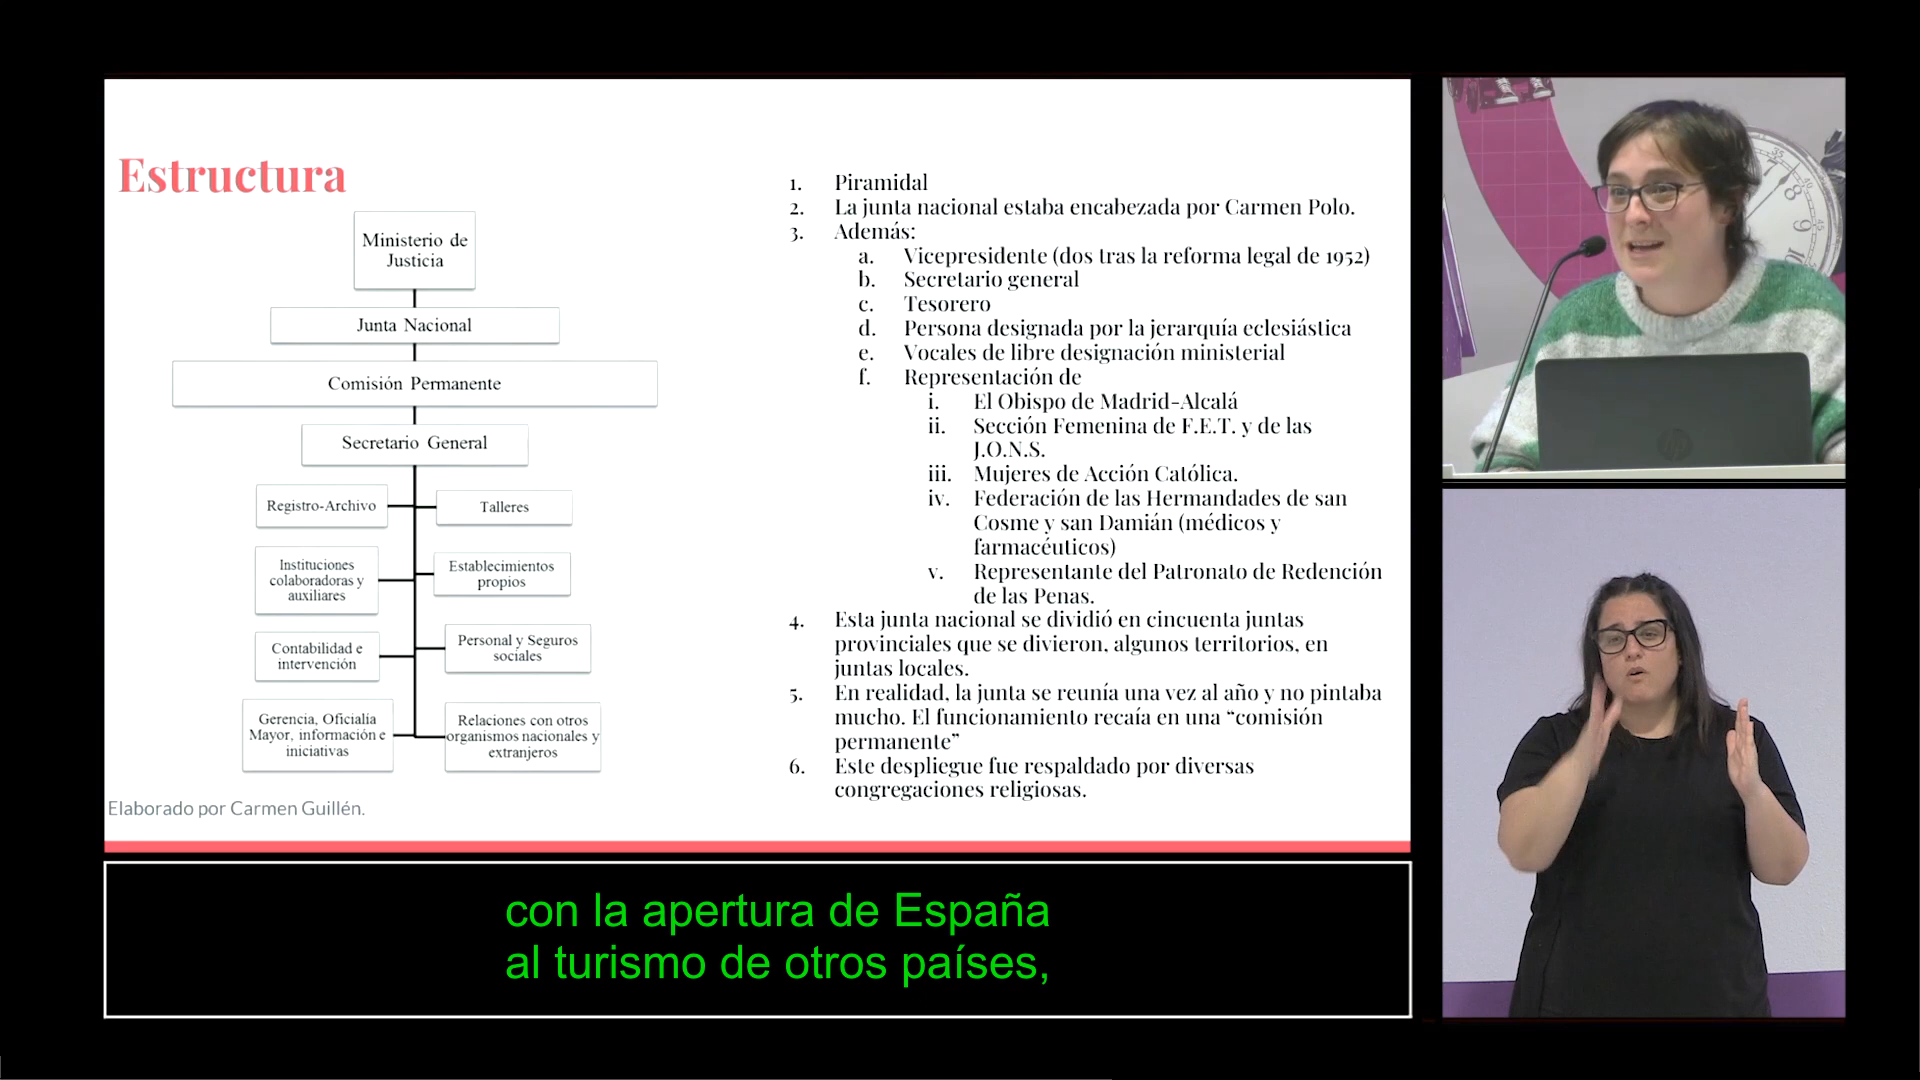 Estructura
Ministerio de
Justicia
Junta Nacional
Comisión Permanente
Secretario General
Registro-Archivo
Talleres
Instituciones
colaboradoras y
auxiliares
Establecimientos
propios
Contabilidad e
intervención
Personal y Seguros
sociales
Gerencia, Oficialía
Mayor, información e
iniciativas
Relaciones con otros
organismos nacionales y
extranjeros
Elaborado por Carmen Guillén.
1. Piramidal
2. La junta nacional estaba encabezada por Carmen Polo.
3. Además:
a. Vicepresidente (dos tras la reforma legal de 1952)
b. Secretario general
c. Tesorero
d. Persona designada por la jerarquía eclesiástica
e. Vocales de libre designación ministerial
f. Representación de
i. El Obispo de Madrid-Alcalá
ii. Sección Femenina de F.E.T. y de las
J.O.N.S.
iii. Mujeres de Acción Católica.
iv. Federación de las Hermandades de san
Cosme y san Damián (médicos y
farmacéuticos)
v. Representante del Patronato de Redención
de las Penas.
4. Esta junta nacional se dividió en cincuenta juntas
provinciales que se divieron, algunos territorios, en
juntas locales.
5. En realidad, la junta se reunía una vez al año y no pintaba
mucho. El funcionamiento recaía en una “comisión
permanente”
6. Este despliegue fue respaldado por diversas
congregaciones religiosas.
con la apertura de España
al turismo de otros países,